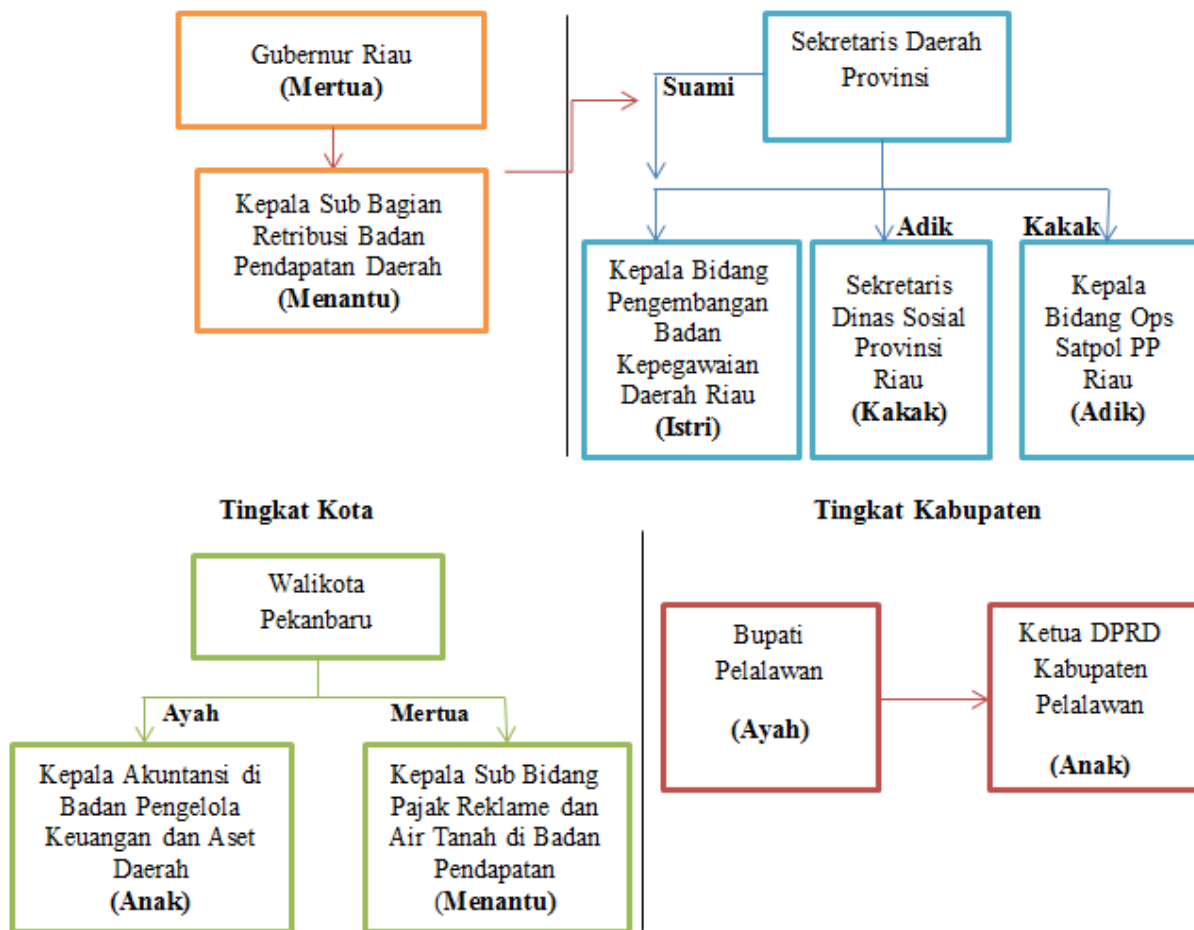 Gubernur Riau
(Mertua)
Kepala Sub Bagian
Retribusi Badan
Pendapatan Daerah
(Menantu)
Sekretaris Daerah
Provinsi
Suami
Adik
Kakak
Kepala Bidang
Pengembangan
Badan
Kepegawaian
Daerah Riau
(Istri)
Sekretaris
Dinas Sosial
Provinsi
Riau
(Kakak)
Kepala
Bidang Ops
Satpol PP
Riau
(Adik)
Tingkat Kota
Walikota
Pekanbaru
Ayah
Mertua
Kepala Akuntansi di
Badan Pengelola
Keuangan dan Aset
Daerah
(Anak)
Kepala Sub Bidang
Pajak Reklame dan
Air Tanah di Badan
Pendapatan
(Menantu)
Tingkat Kabupaten
Bupati
Pelalawan
(Ayah)
Ketua DPRD
Kabupaten
Pelalawan
(Anak)